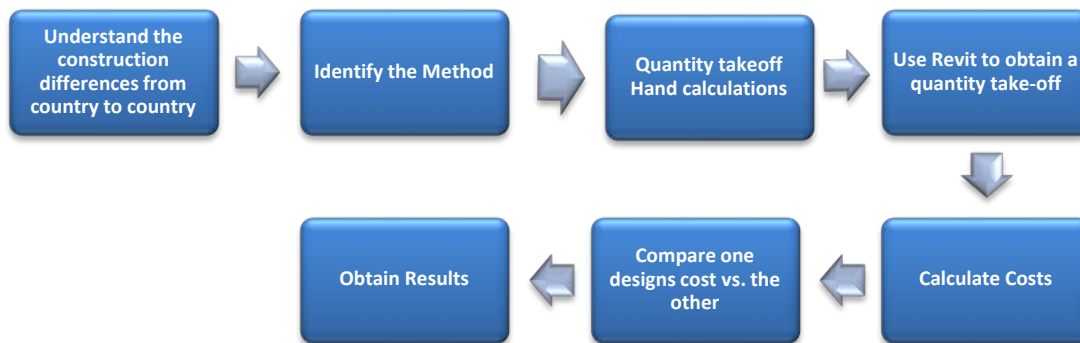 Understand the
construction
differences from
country to country
Identify the Method
Quantity takeoff
Hand calculations
Use Revit to obtain a
quantity take-off
Calculate Costs
Compare one
designs cost vs. the
other
Obtain Results